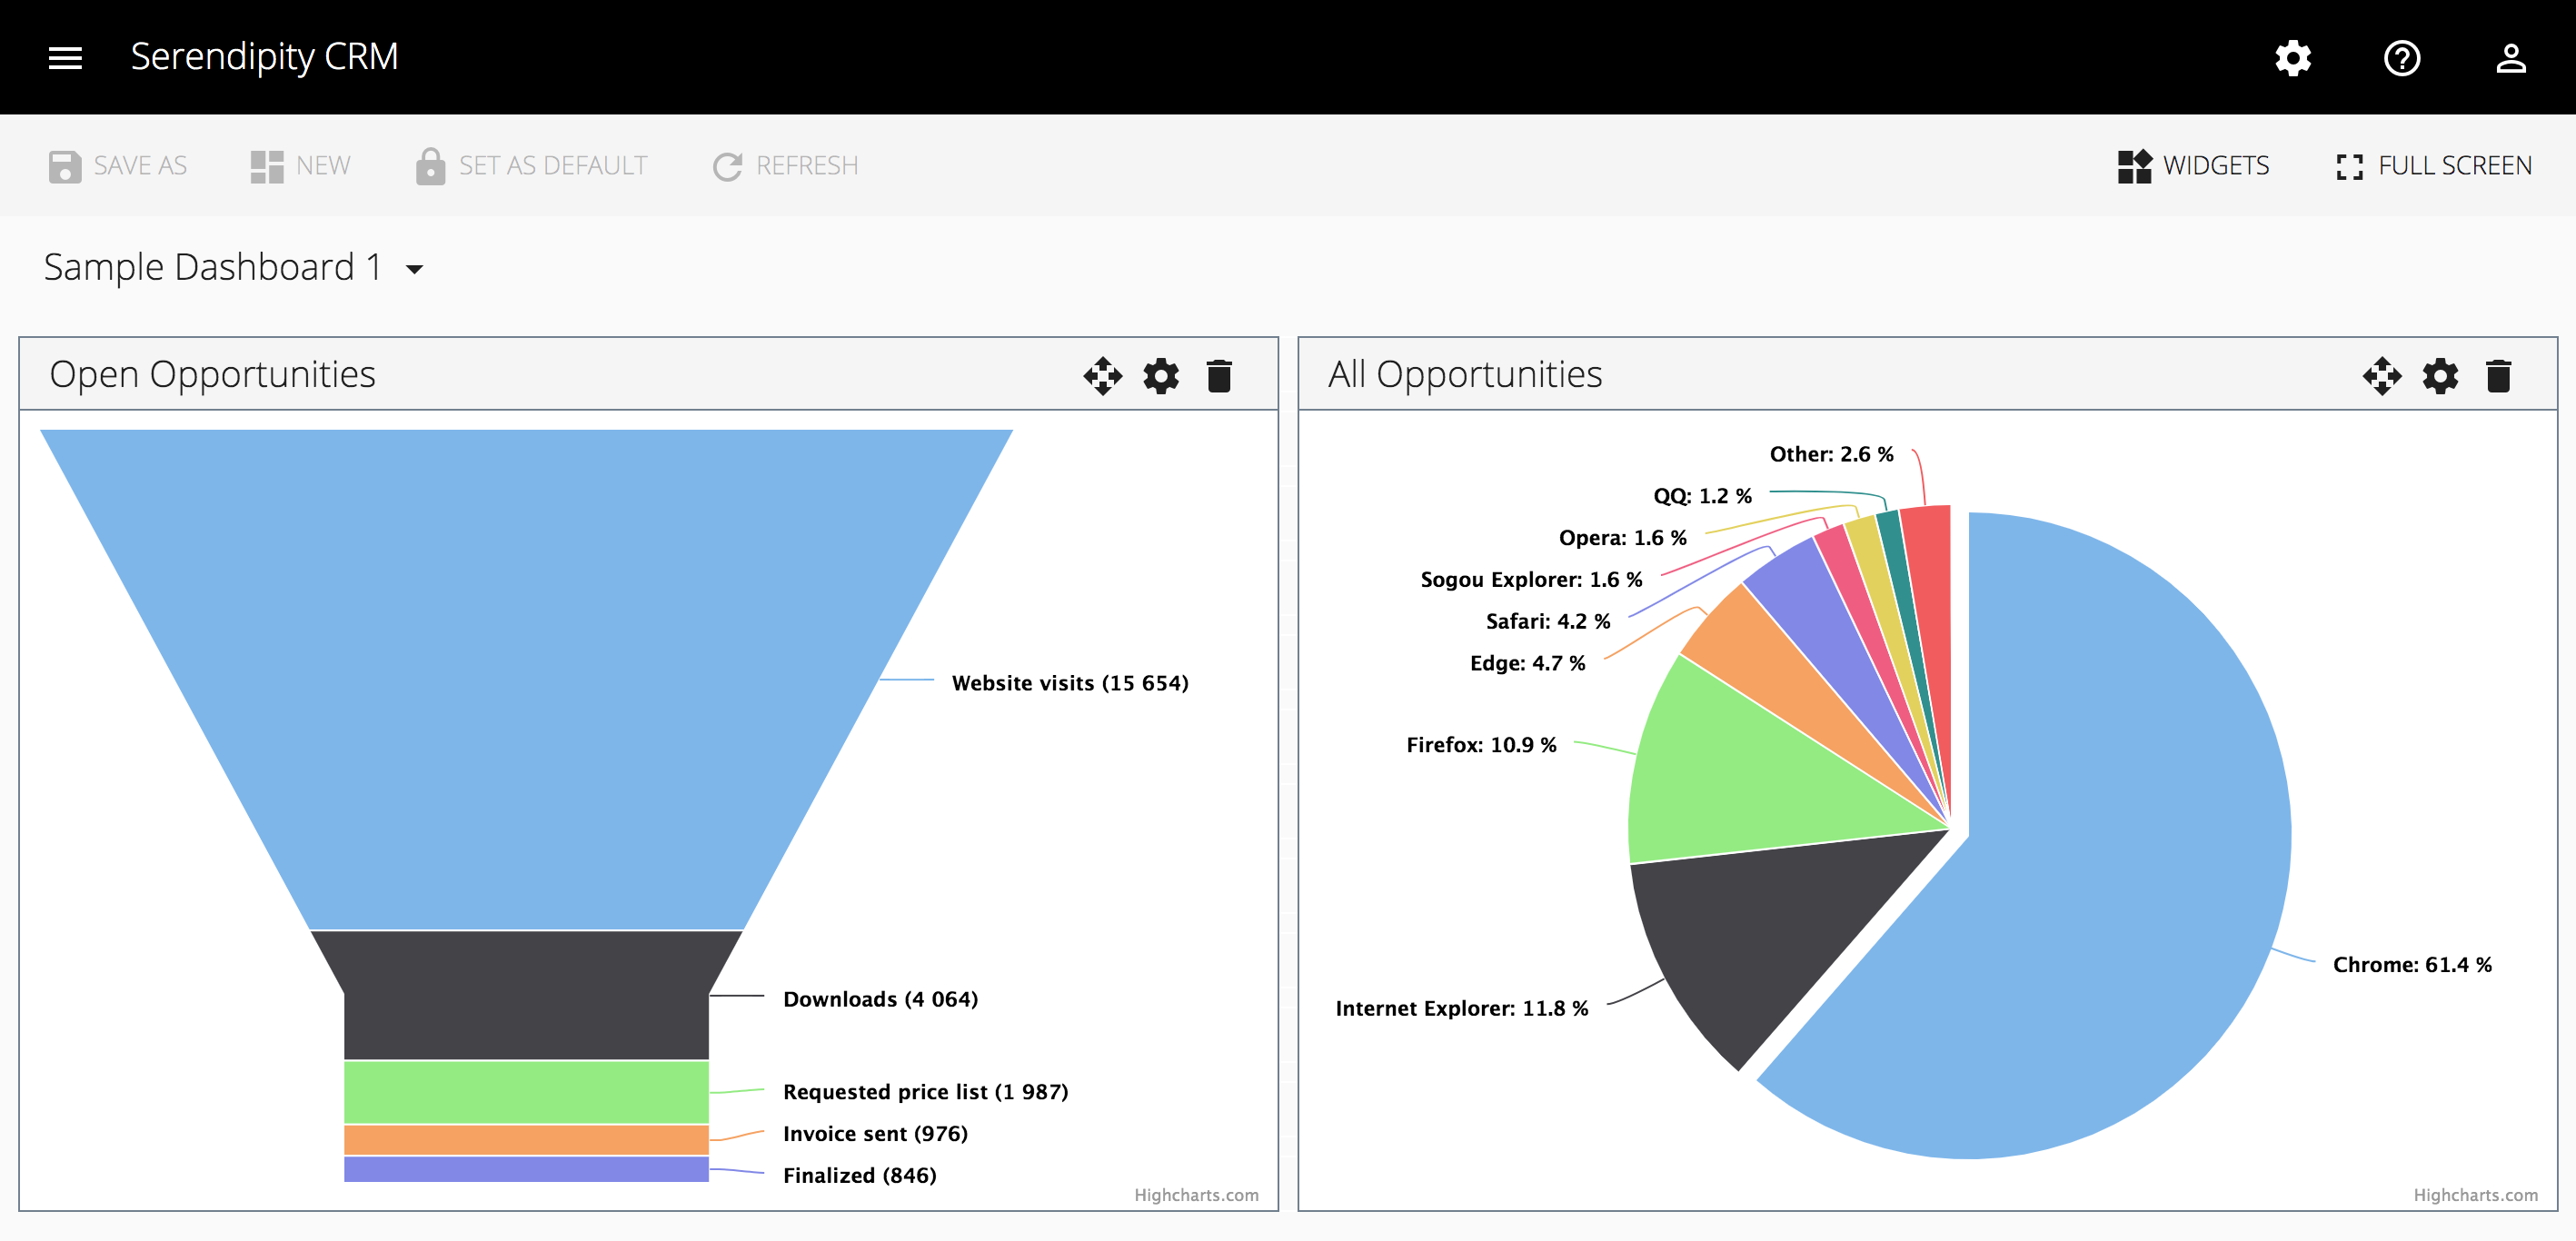 Serendipity CRM
SAVE AS NEW SET AS DEFAULT REFRESH WIDGETS FULL SCREEN
Sample Dashboard 1
Open Opportunities
Website visits (15 654)
Downloads (4 064)
Requested price list (1 987)
Invoice sent (976)
Finalized (846)
Highcharts.com
All Opportunities
Other: 2.6 %
QQ: 1.2 %
Opera: 1.6 %
Sogou Explorer: 1.6 %
Safari: 4.2 %
Edge: 4.7 %
Firefox: 10.9 %
Chrome: 61.4 %
Internet Explorer: 11.8 %
Highcharts.com